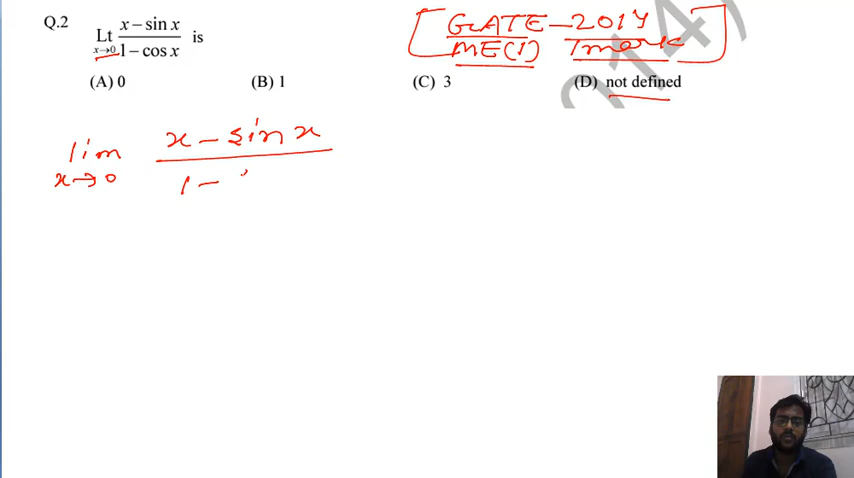 Q.2 Lt x→0 (x − sin x)/(1 − cos x) is
(A) 0 (B) 1 (C) 3 (D) not defined
[GATE-2014
ME(1) 1mark]
lim x→0 (x − sin x)/(1 −